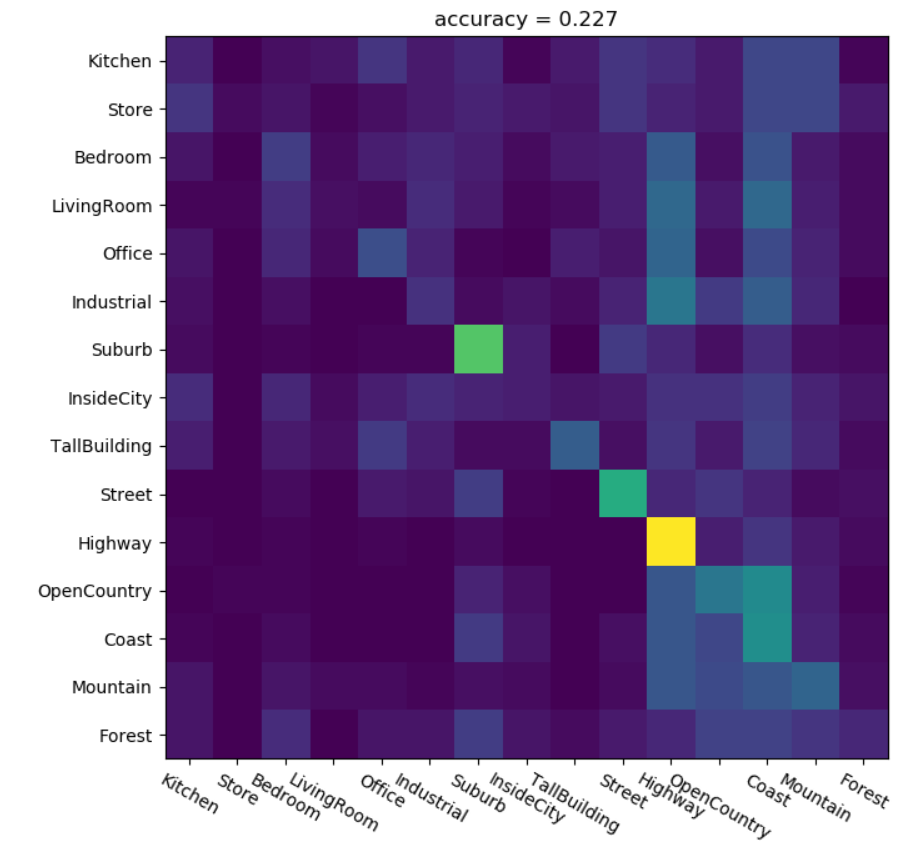 accuracy = 0.227
Kitchen
Store
Bedroom
LivingRoom
Office
Industrial
Suburb
InsideCity
TallBuilding
Street
Highway
OpenCountry
Coast
Mountain
Forest
Kitchen
Store
Bedroom
LivingRoom
Office
Industrial
Suburb
InsideCity
TallBuilding
Street
Highway
OpenCountry
Coast
Mountain
Forest